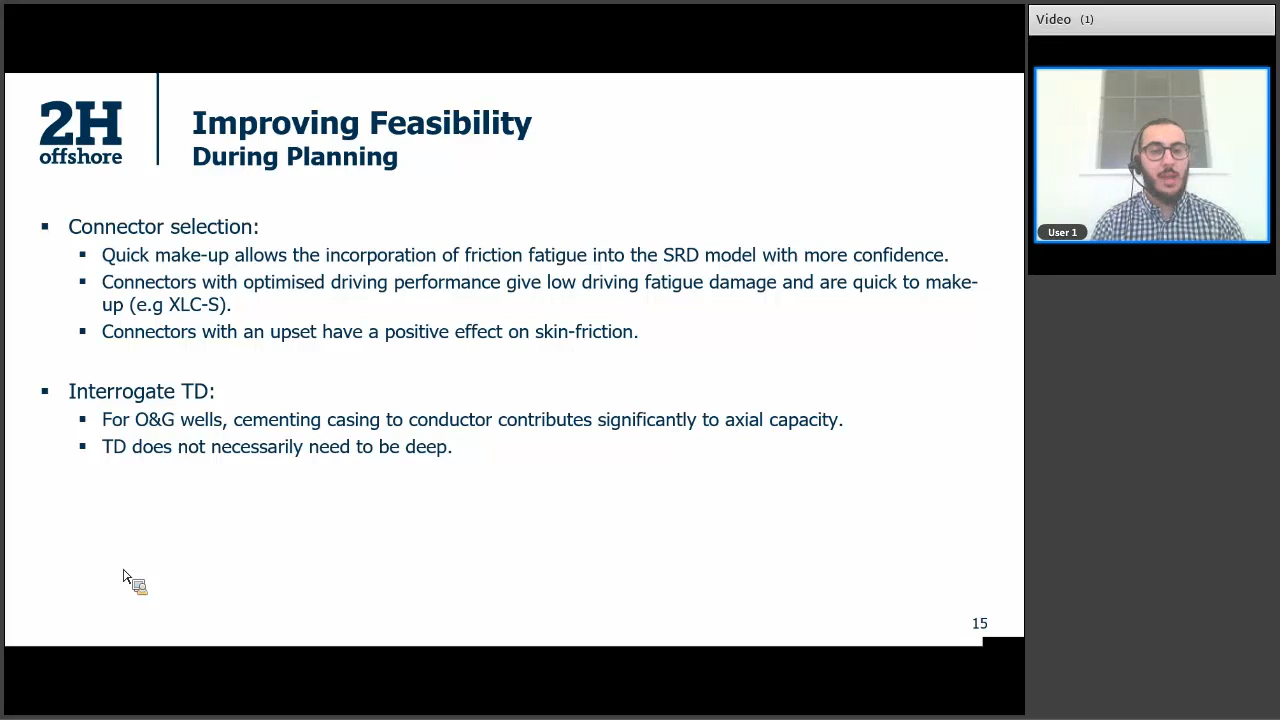 2H
offshore
Improving Feasibility
During Planning
Connector selection:
Quick make-up allows the incorporation of friction fatigue into the SRD model with more confidence.
Connectors with optimised driving performance give low driving fatigue damage and are quick to make-
up (e.g XLC-S).
Connectors with an upset have a positive effect on skin-friction.
Interrogate TD:
For O&G wells, cementing casing to conductor contributes significantly to axial capacity.
TD does not necessarily need to be deep.
15
Video (1)
User 1